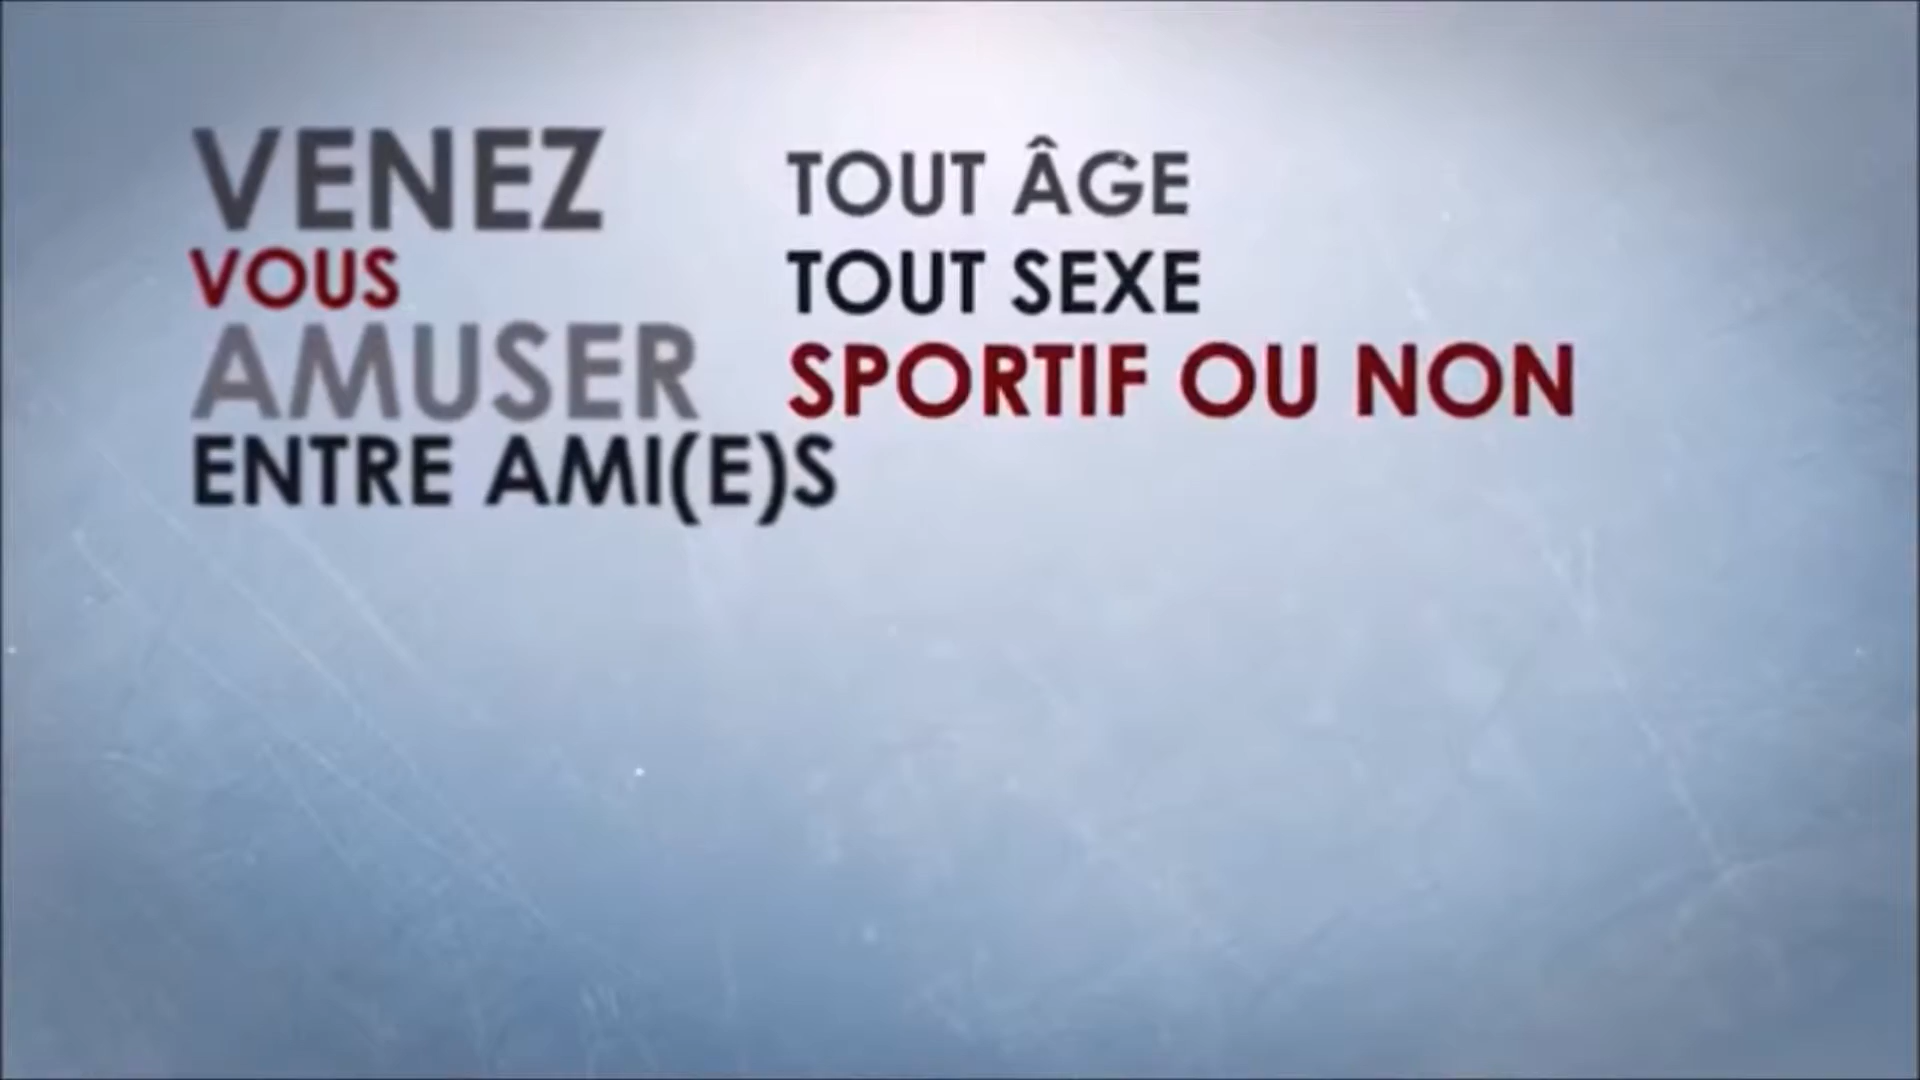 VENEZ
VOUS
AMUSER
ENTRE AMI(E)S
TOUT ÂGE
TOUT SEXE
SPORTIF OU NON